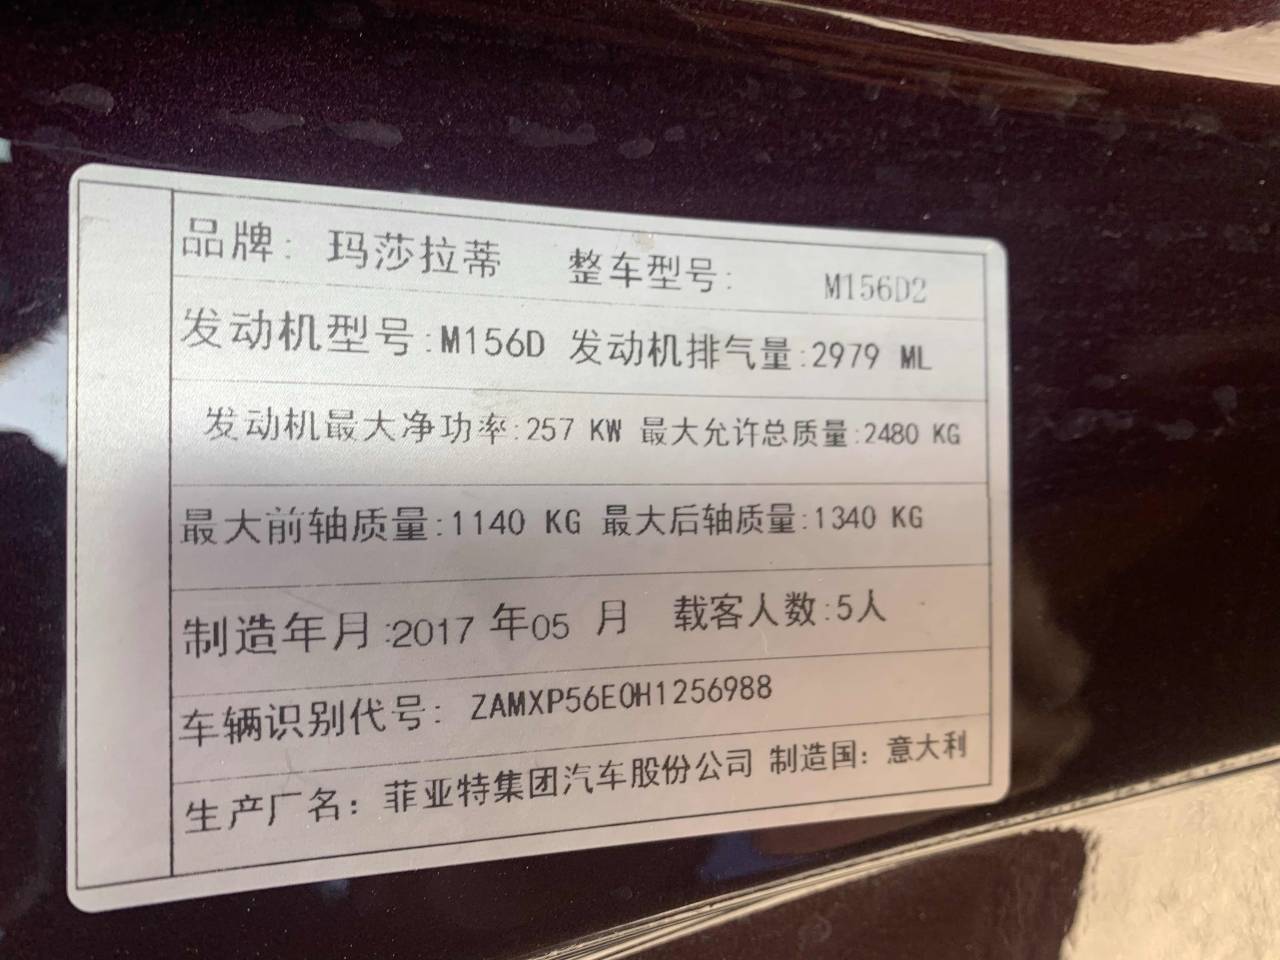 品牌: 玛莎拉蒂 整车型号: M156D2
发动机型号:M156D 发动机排气量:2979 ML
发动机最大净功率:257 KW 最大允许总质量:2480 KG
最大前轴质量:1140 KG 最大后轴质量:1340 KG
制造年月:2017 年05 月 载客人数:5人
车辆识别代号: ZAMXP56E0H1256988
生产厂名: 菲亚特集团汽车股份公司 制造国: 意大利